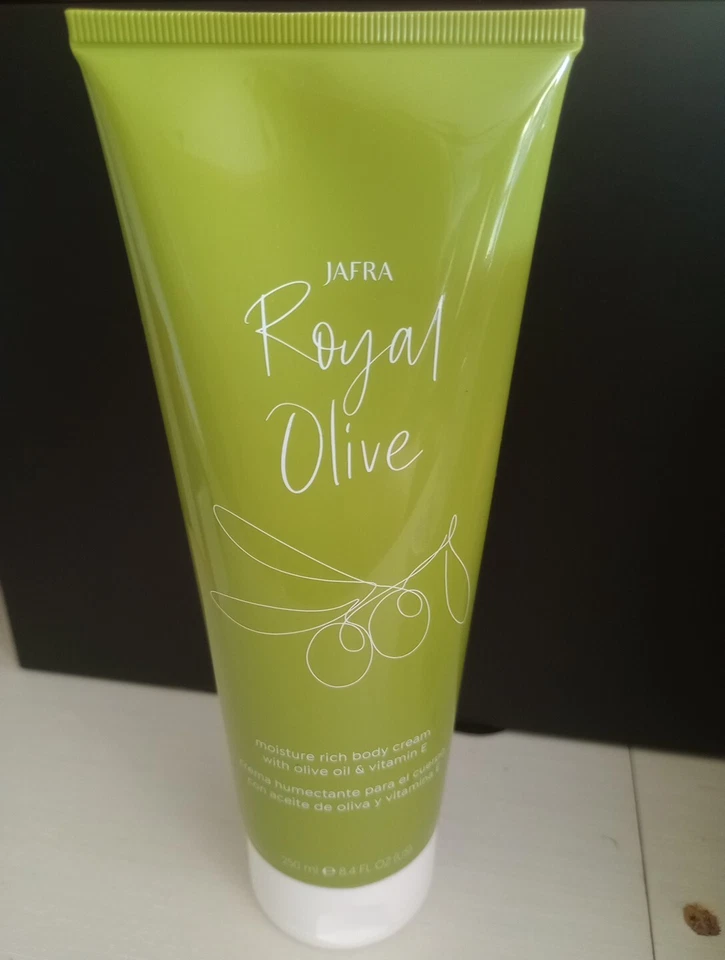 JAFRA
Royal
Olive
moisture rich body cream
with olive oil & vitamin E
crema humectante para el cuerpo
con aceite de oliva y vitamina E
250 ml ℮ 8.4 FL OZ (US)